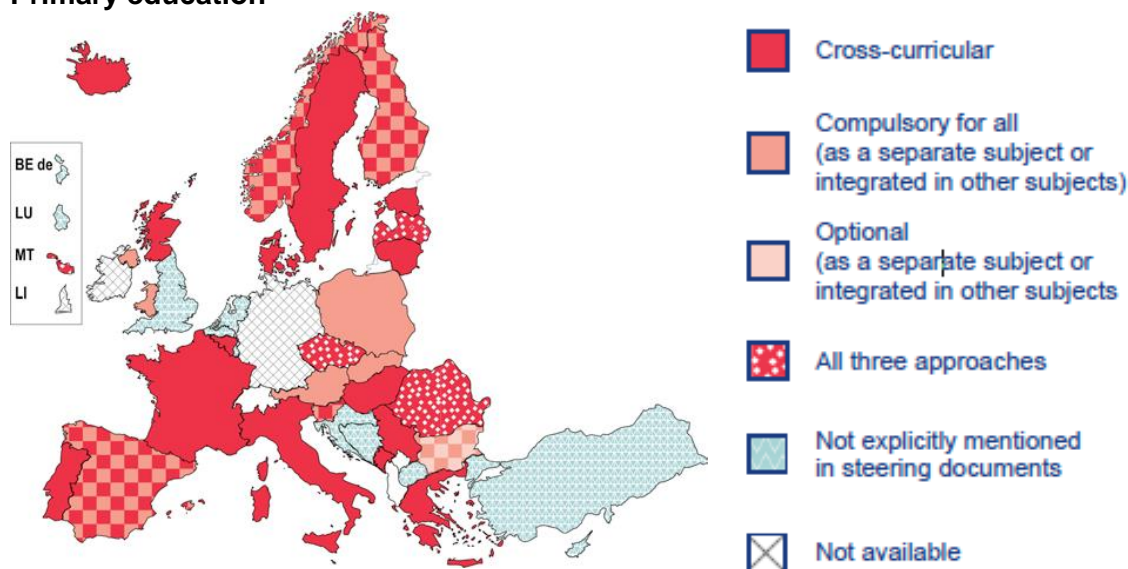 Primary education
BE de
LU
MT
LI
Cross-curricular
Compulsory for all
(as a separate subject or
integrated in other subjects)
Optional
(as a separate subject or
integrated in other subjects
All three approaches
Not explicitly mentioned
in steering documents
Not available